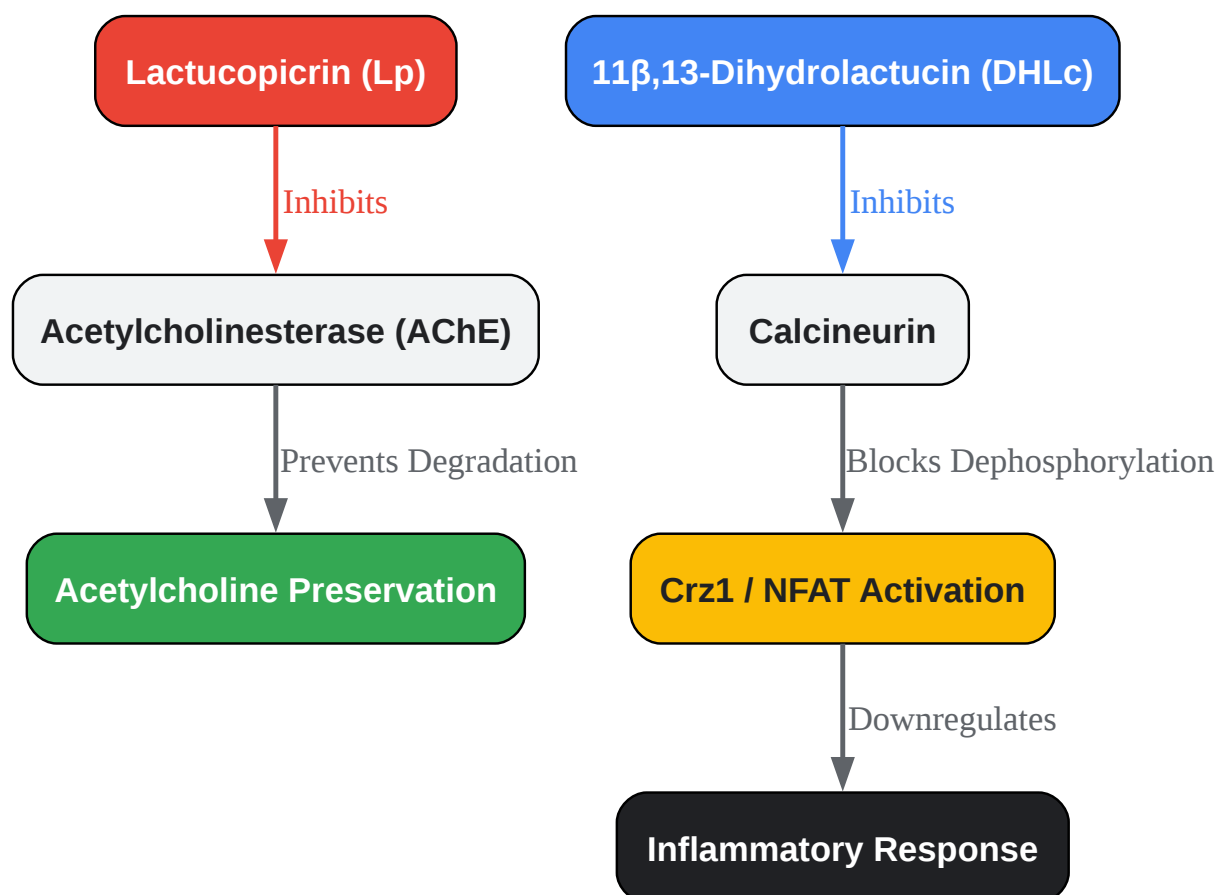 Lactucopicrin (Lp)
11β,13-Dihydrolactucin (DHLc)
Inhibits
Inhibits
Acetylcholinesterase (AChE)
Calcineurin
Prevents Degradation
Blocks Dephosphorylation
Acetylcholine Preservation
Crz1 / NFAT Activation
Downregulates
Inflammatory Response